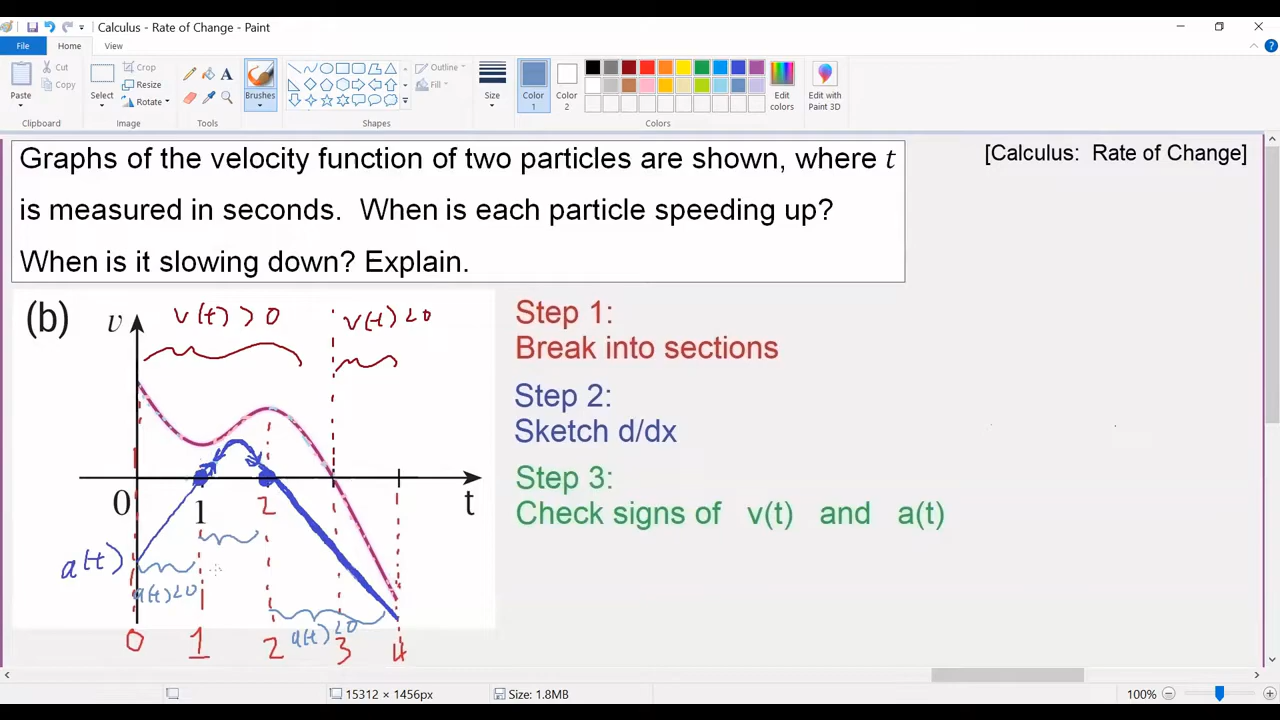 Calculus - Rate of Change - Paint
File Home View
Cut
Copy
Paste
Clipboard
Crop
Resize
Rotate
Select
Image
A
Tools
Brushes
Outline
Fill
Shapes
Size
Color 1
Color 2
Edit colors
Edit with Paint 3D
Colors
Graphs of the velocity function of two particles are shown, where t
is measured in seconds. When is each particle speeding up?
When is it slowing down? Explain.
[Calculus: Rate of Change]
(b) v v(t) > 0 v(t) < 0
Step 1:
Break into sections
Step 2:
Sketch d/dx
Step 3:
Check signs of v(t) and a(t)
0 1 2 t
a(t)
a(t) < 0
a(t) < 0
0 1 2 3 4
15312 × 1456px
Size: 1.8MB
100%